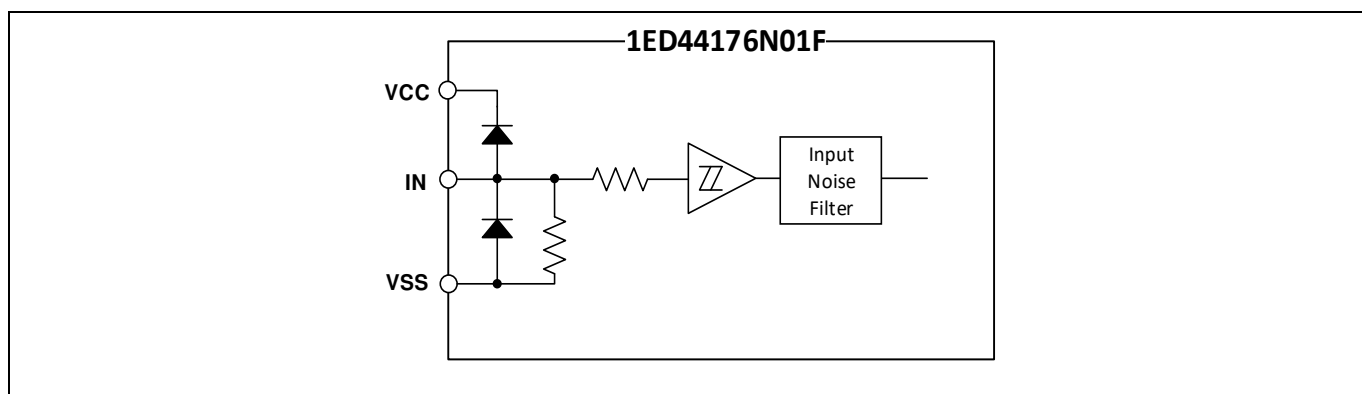 1ED44176N01F
VCC
IN
VSS
Input
Noise
Filter